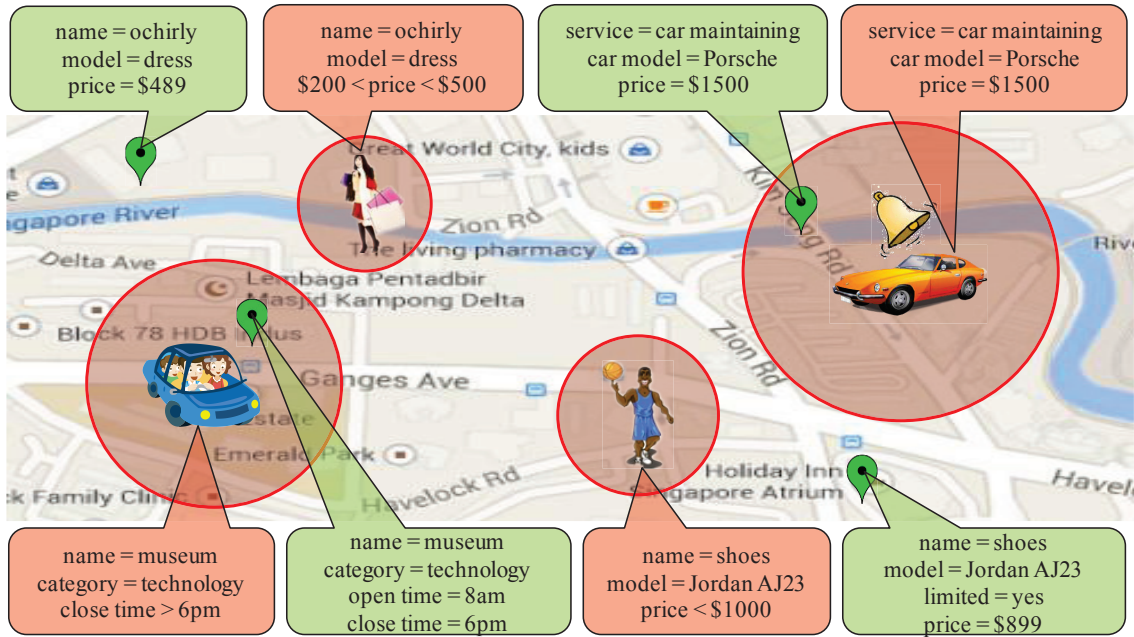 name = ochirly
model = dress
price = $489
name = ochirly
model = dress
$200 < price < $500
service = car maintaining
car model = Porsche
price = $1500
service = car maintaining
car model = Porsche
price = $1500
Great World City, kids
Kim Seng Rd
ngapore River
Zion Rd
The living pharmacy
Rive
Delta Ave
Lembaga Pentadbir
Masjid Kampong Delta
Block 78 HDB Indus
Zion Rd
Ganges Ave
Estate
Emerald Park
Holiday Inn
Singapore Atrium
Havelock Rd
Havelo
ck Family Clinic
name = museum
category = technology
close time > 6pm
name = museum
category = technology
open time = 8am
close time = 6pm
name = shoes
model = Jordan AJ23
price < $1000
name = shoes
model = Jordan AJ23
limited = yes
price = $899